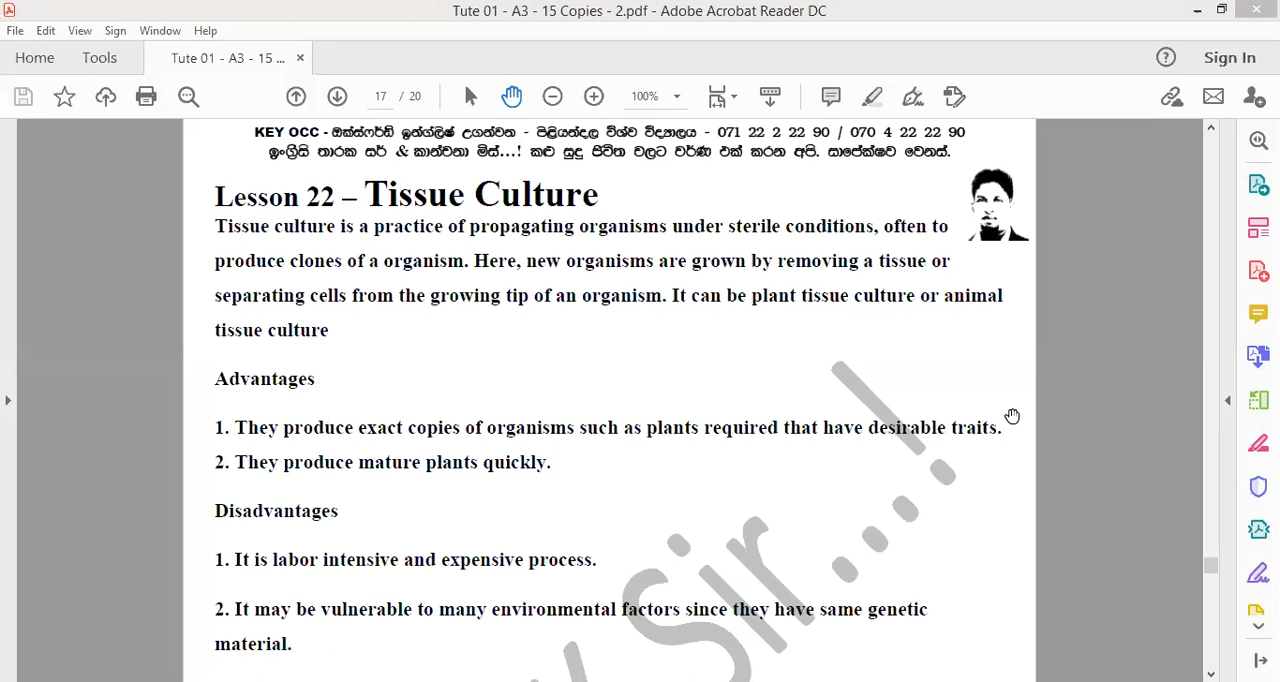 Tute 01 - A3 - 15 Copies - 2.pdf - Adobe Acrobat Reader DC
File Edit View Sign Window Help
Home Tools Tute 01 - A3 - 15 ... × Sign In
17 / 20 100%
KEY OCC - ඔක්ස්ෆර්ඩ් ඉන්ග්ලිෂ් උගන්වන - පිළියන්දල විශ්ව විද්‍යාලය - 071 22 2 22 90 / 070 4 22 22 90
ඉංග්‍රීසි තාරක සර් & කාන්චනා මිස්...! කළු සුදු ජීවිත වලට වර්ණ එක් කරන අපි. සාපේක්ෂව වෙනස්.
Lesson 22 – Tissue Culture
Tissue culture is a practice of propagating organisms under sterile conditions, often to
produce clones of a organism. Here, new organisms are grown by removing a tissue or
separating cells from the growing tip of an organism. It can be plant tissue culture or animal
tissue culture
Advantages
1. They produce exact copies of organisms such as plants required that have desirable traits.
2. They produce mature plants quickly.
Disadvantages
1. It is labor intensive and expensive process.
2. It may be vulnerable to many environmental factors since they have same genetic
material.
Sir...!